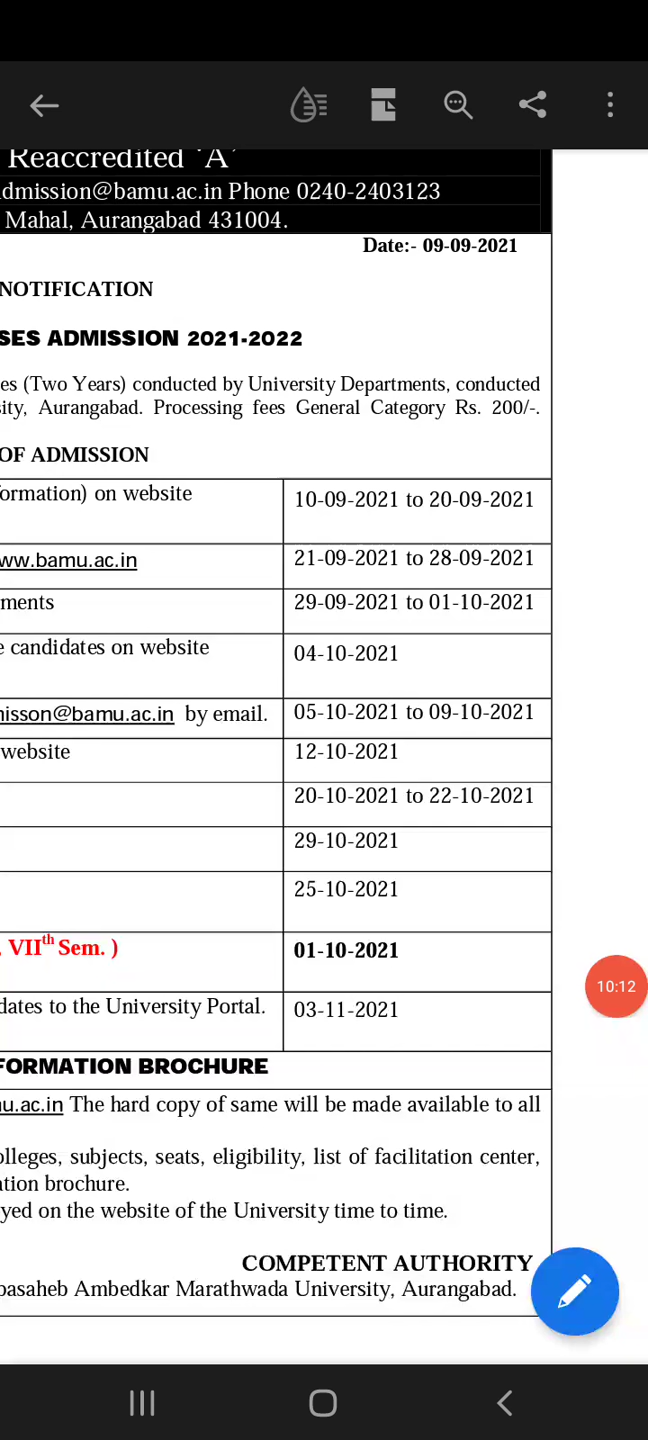 Reaccredited 'A'
dmission@bamu.ac.in Phone 0240-2403123
Mahal, Aurangabad 431004.
Date:- 09-09-2021
NOTIFICATION
SES ADMISSION 2021-2022
es (Two Years) conducted by University Departments, conducted
sity, Aurangabad. Processing fees General Category Rs. 200/-.
OF ADMISSION
formation) on website 10-09-2021 to 20-09-2021
ww.bamu.ac.in 21-09-2021 to 28-09-2021
ments 29-09-2021 to 01-10-2021
e candidates on website 04-10-2021
nisson@bamu.ac.in by email. 05-10-2021 to 09-10-2021
website 12-10-2021
20-10-2021 to 22-10-2021
29-10-2021
25-10-2021
, VIIth Sem. ) 01-10-2021
dates to the University Portal. 03-11-2021
10:12
FORMATION BROCHURE
u.ac.in The hard copy of same will be made available to all
olleges, subjects, seats, eligibility, list of facilitation center,
ation brochure.
yed on the website of the University time to time.
COMPETENT AUTHORITY
basaheb Ambedkar Marathwada University, Aurangabad.